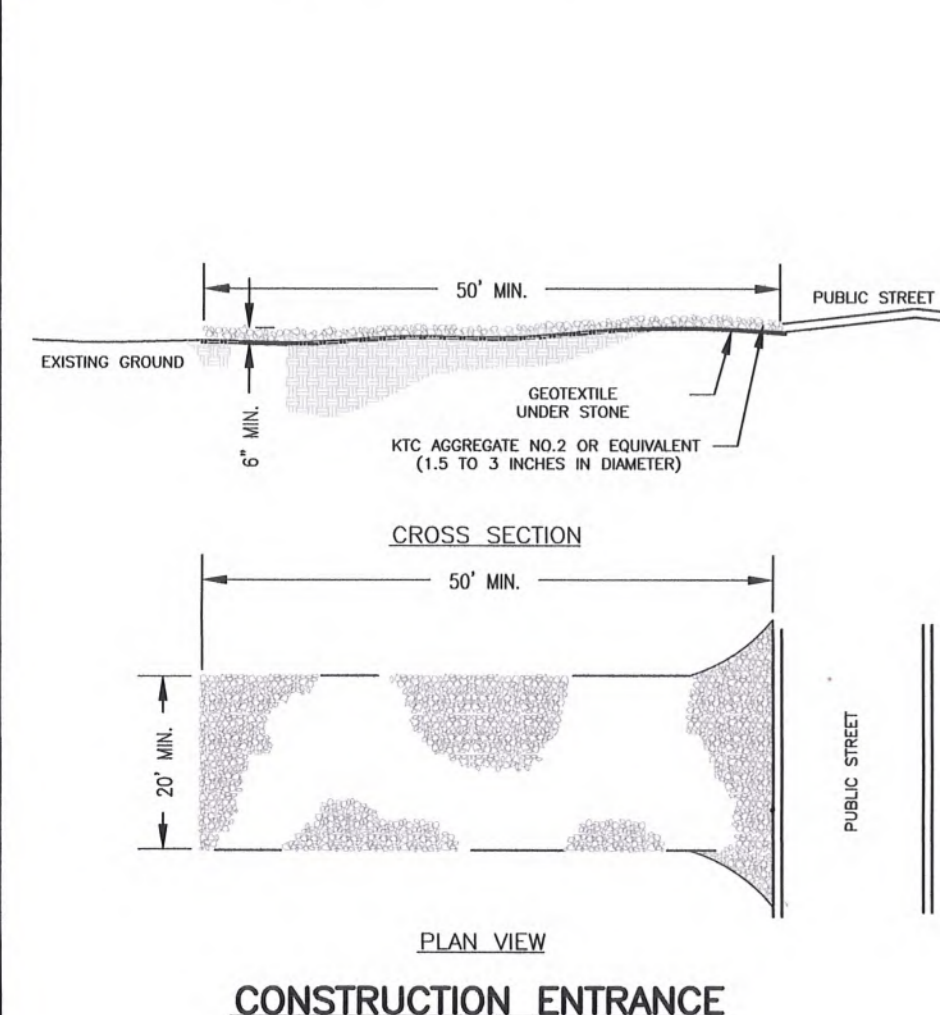 50' MIN.
PUBLIC STREET
EXISTING GROUND
6" MIN.
GEOTEXTILE
UNDER STONE
KTC AGGREGATE NO.2 OR EQUIVALENT
(1.5 TO 3 INCHES IN DIAMETER)
CROSS SECTION
50' MIN.
20' MIN.
PUBLIC STREET
PLAN VIEW
CONSTRUCTION ENTRANCE